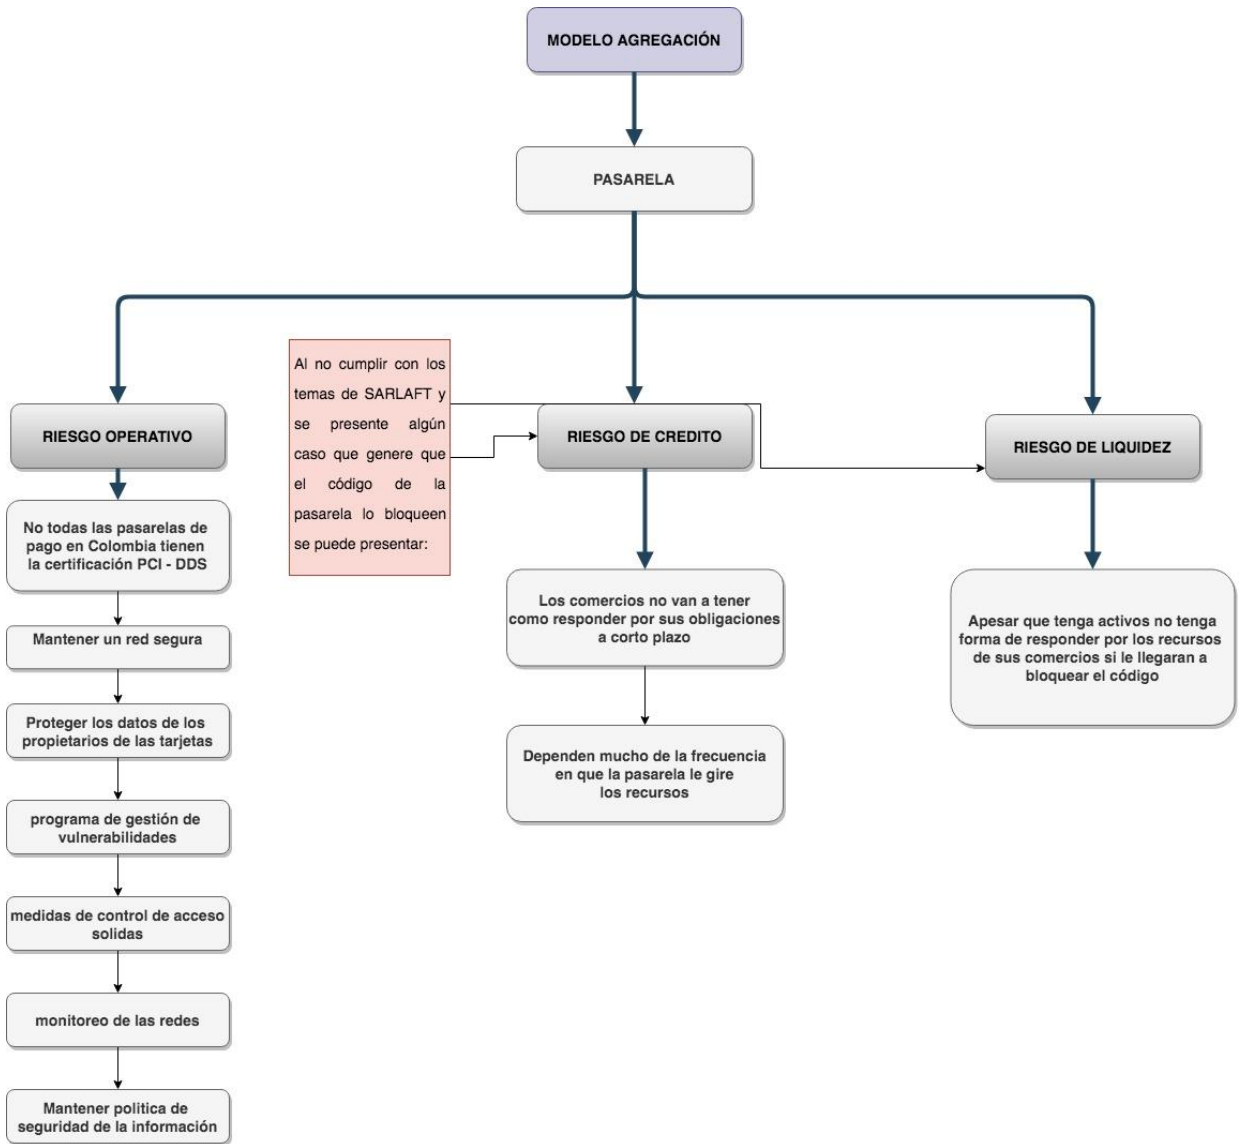 MODELO AGREGACIÓN
PASARELA
Al no cumplir con los
temas de SARLAFT y
se presente algún
caso que genere que
el código de la
pasarela lo bloqueen
se puede presentar:
RIESGO OPERATIVO
RIESGO DE CREDITO
RIESGO DE LIQUIDEZ
No todas las pasarelas de
pago en Colombia tienen
la certificación PCI - DDS
Mantener un red segura
Proteger los datos de los
propietarios de las tarjetas
programa de gestión de
vulnerabilidades
medidas de control de acceso
solidas
monitoreo de las redes
Mantener politica de
seguridad de la información
Los comercios no van a tener
como responder por sus obligaciones
a corto plazo
Dependen mucho de la frecuencia
en que la pasarela le gire
los recursos
Apesar que tenga activos no tenga
forma de responder por los recursos
de sus comercios si le llegaran a
bloquear el código